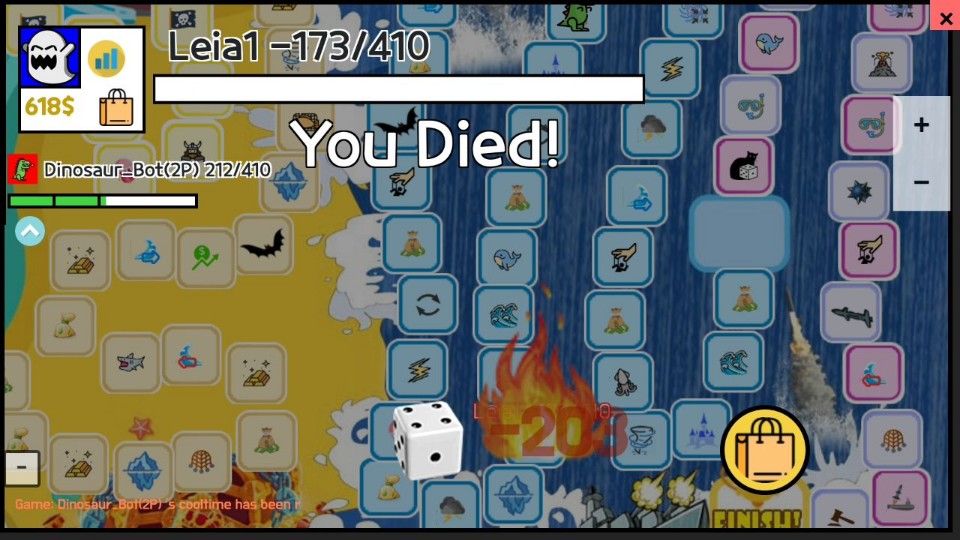 Leia1 -173/410
618$
You Died!
Dinosaur_Bot(2P) 212/410
+
-
-203
-
Game: Dinosaur_Bot(2P)`s cooltime has been r
FINISH!